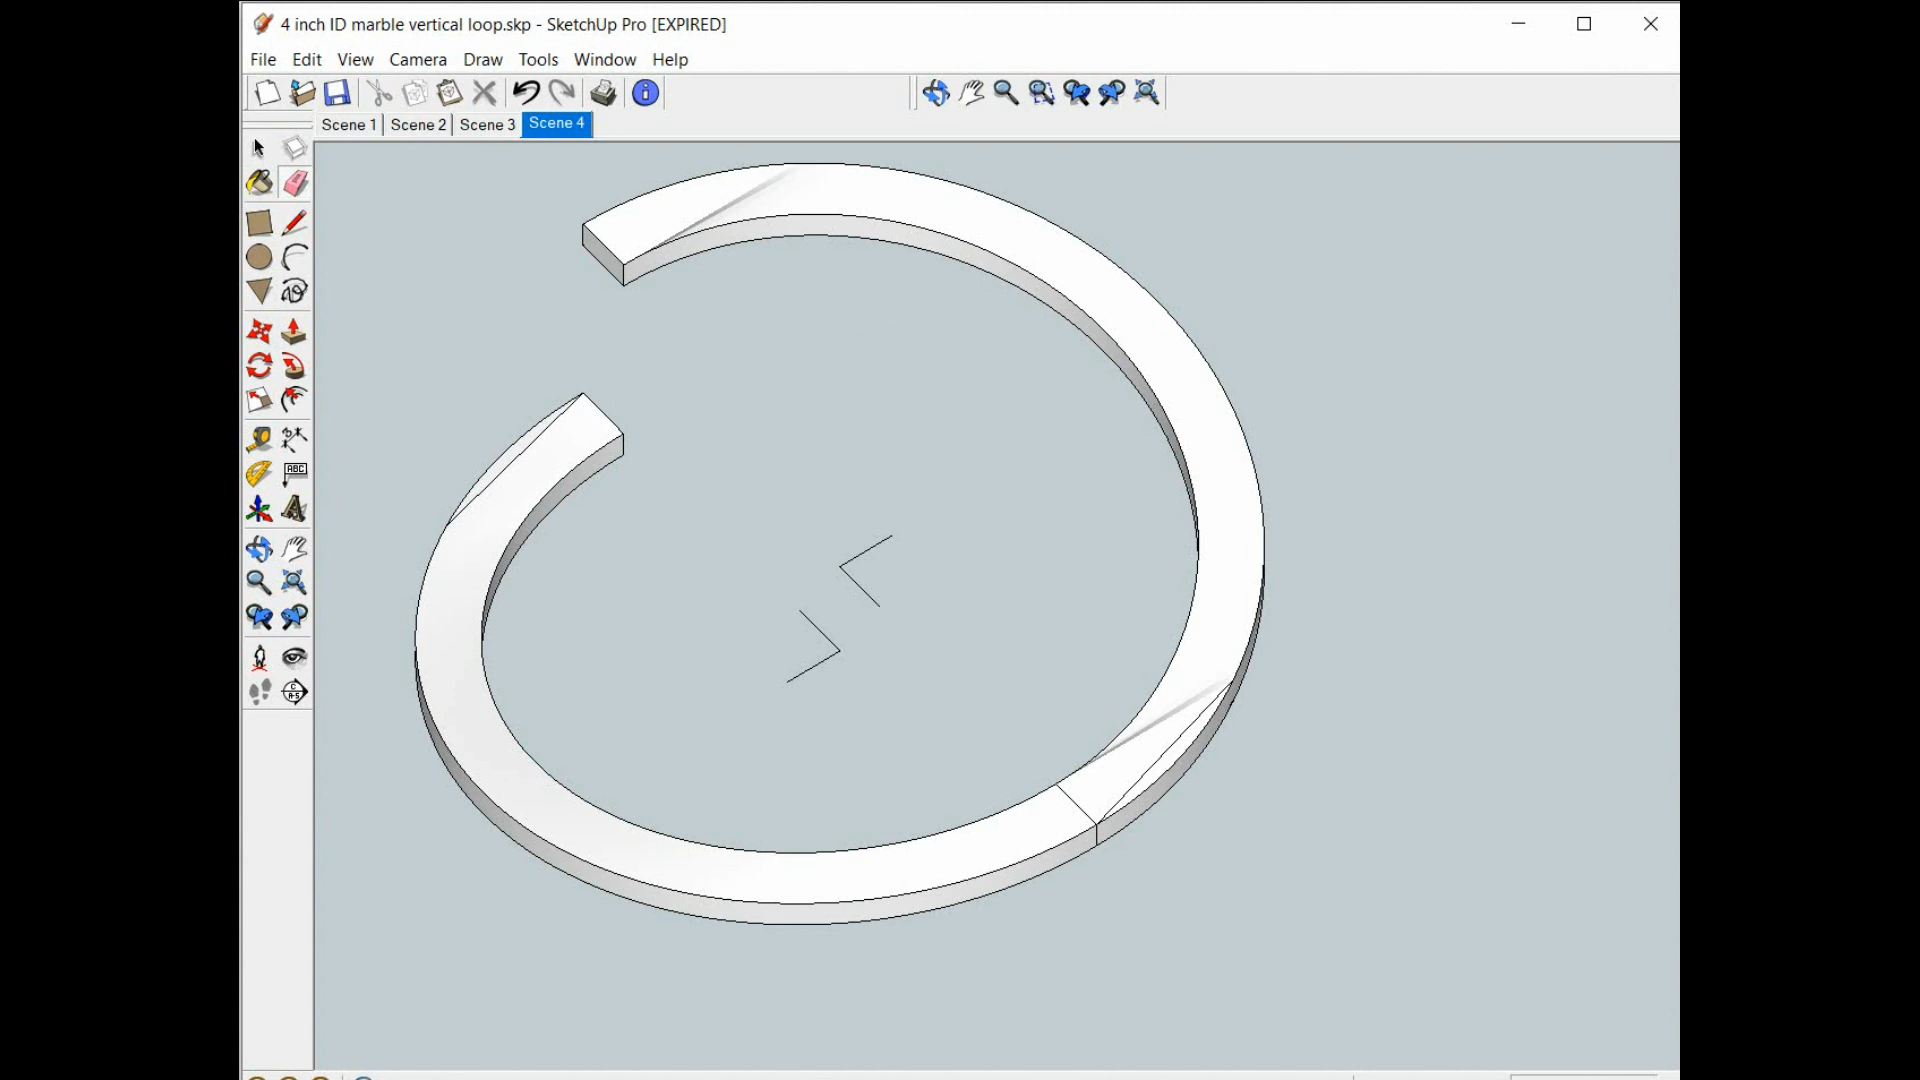 4 inch ID marble vertical loop.skp - SketchUp Pro [EXPIRED]
File Edit View Camera Draw Tools Window Help
Scene 1 Scene 2 Scene 3 Scene 4
ABC